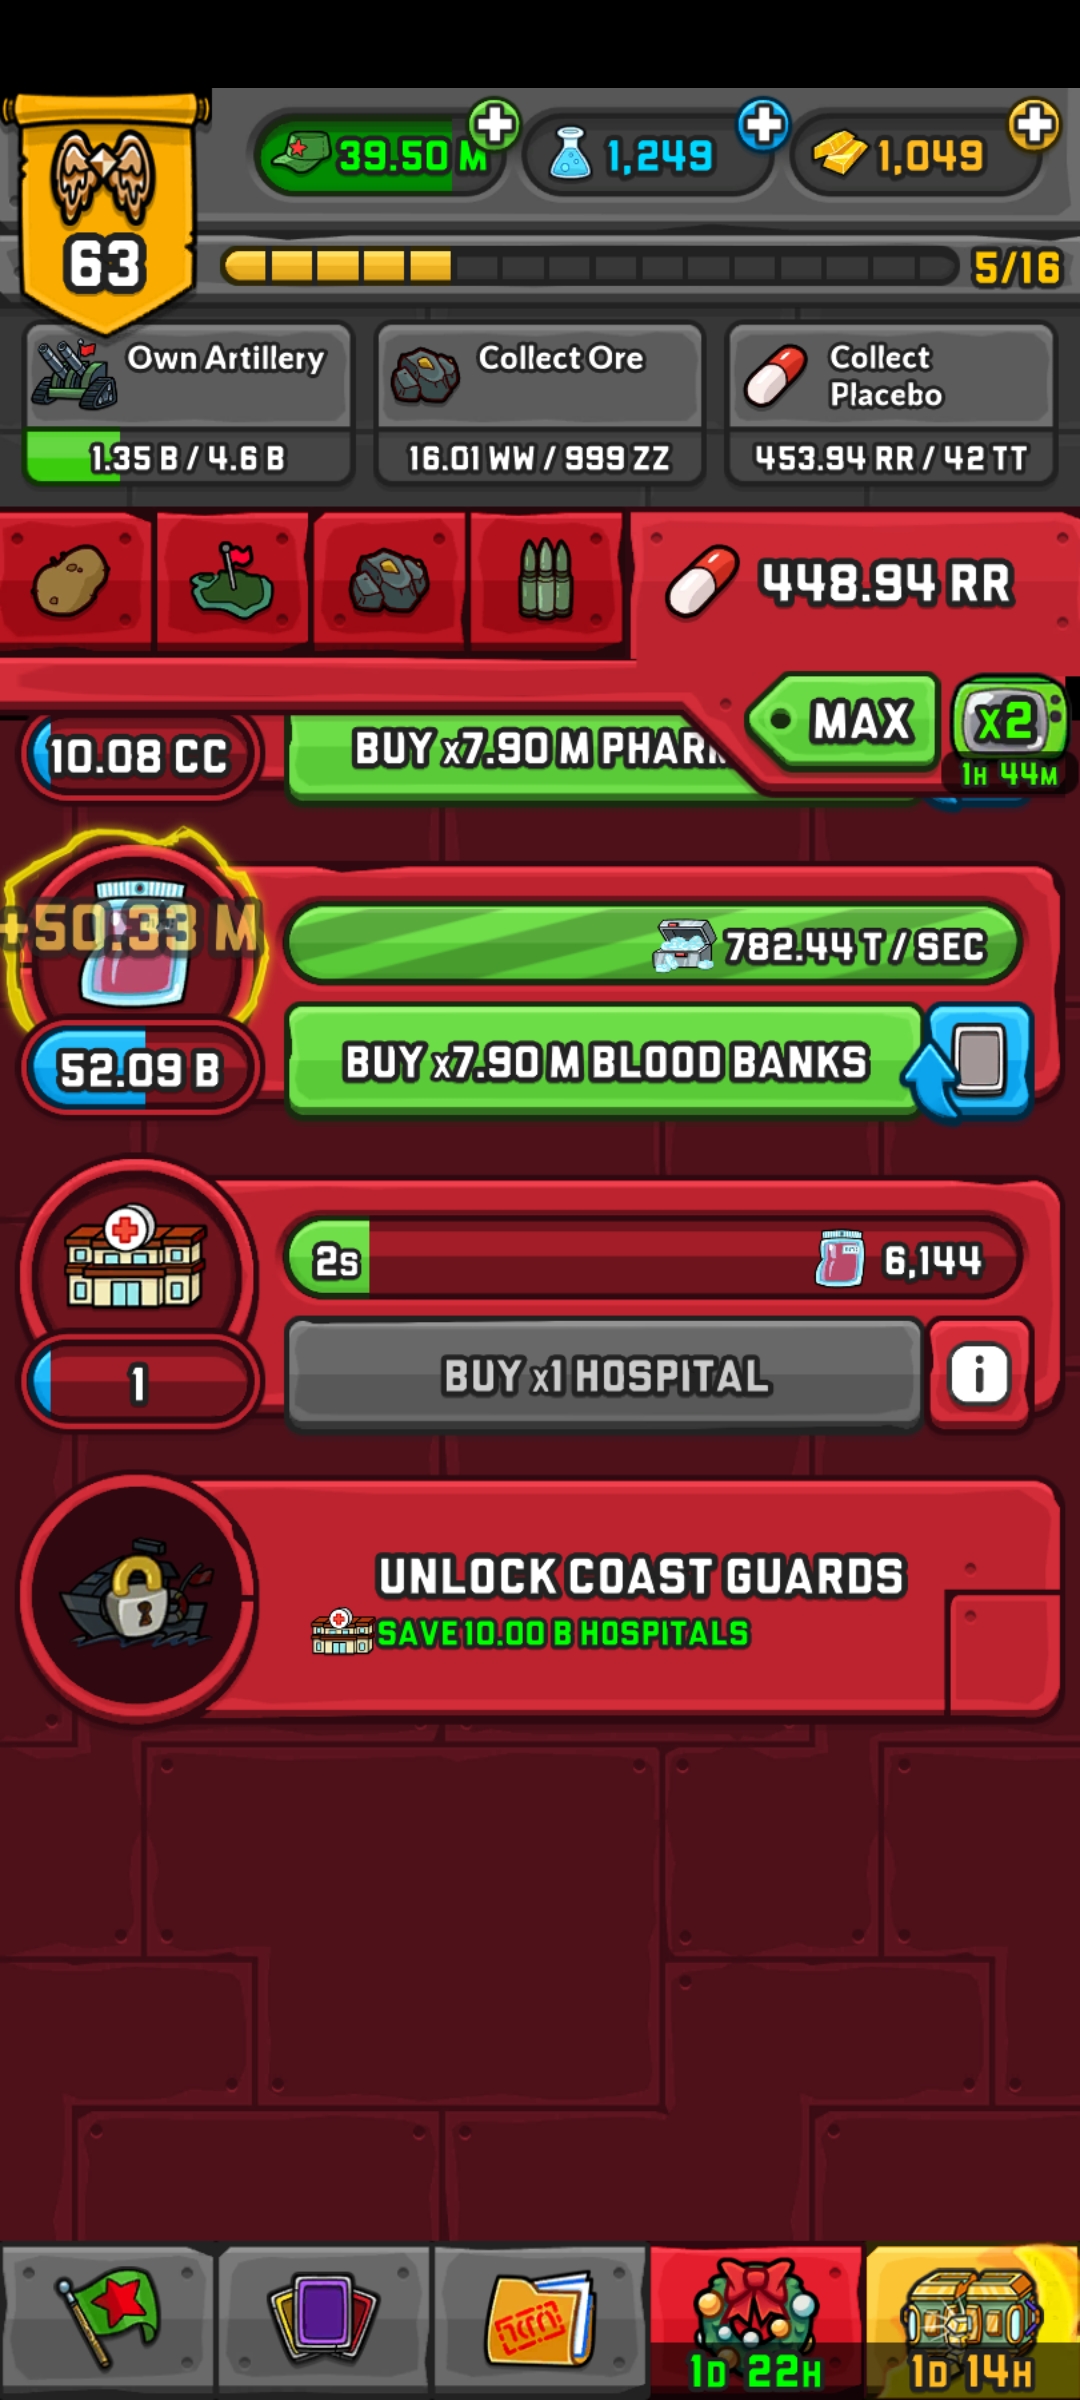 39.50 M
1,249
1,049
63
5/16
Own Artillery
1.35 B / 4.6 B
Collect Ore
16.01 WW / 999 ZZ
Collect
Placebo
453.94 RR / 42 TT
448.94 RR
MAX
x2
1H 44M
10.08 CC
BUY x7.90 M
+50.33 M
782.44 T / SEC
52.09 B
BUY x7.90 M BLOOD BANKS
2s
6,144
1
BUY x1 HOSPITAL
i
UNLOCK COAST GUARDS
SAVE 10.00 B HOSPITALS
1D 22H
1D 14H